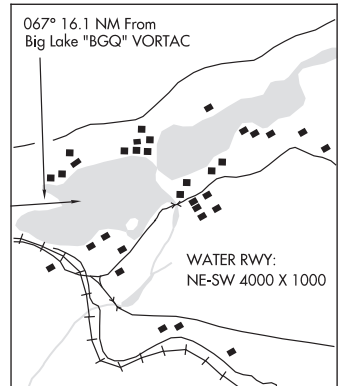 067° 16.1 NM From
Big Lake "BGQ" VORTAC
WATER RWY:
NE-SW 4000 X 1000